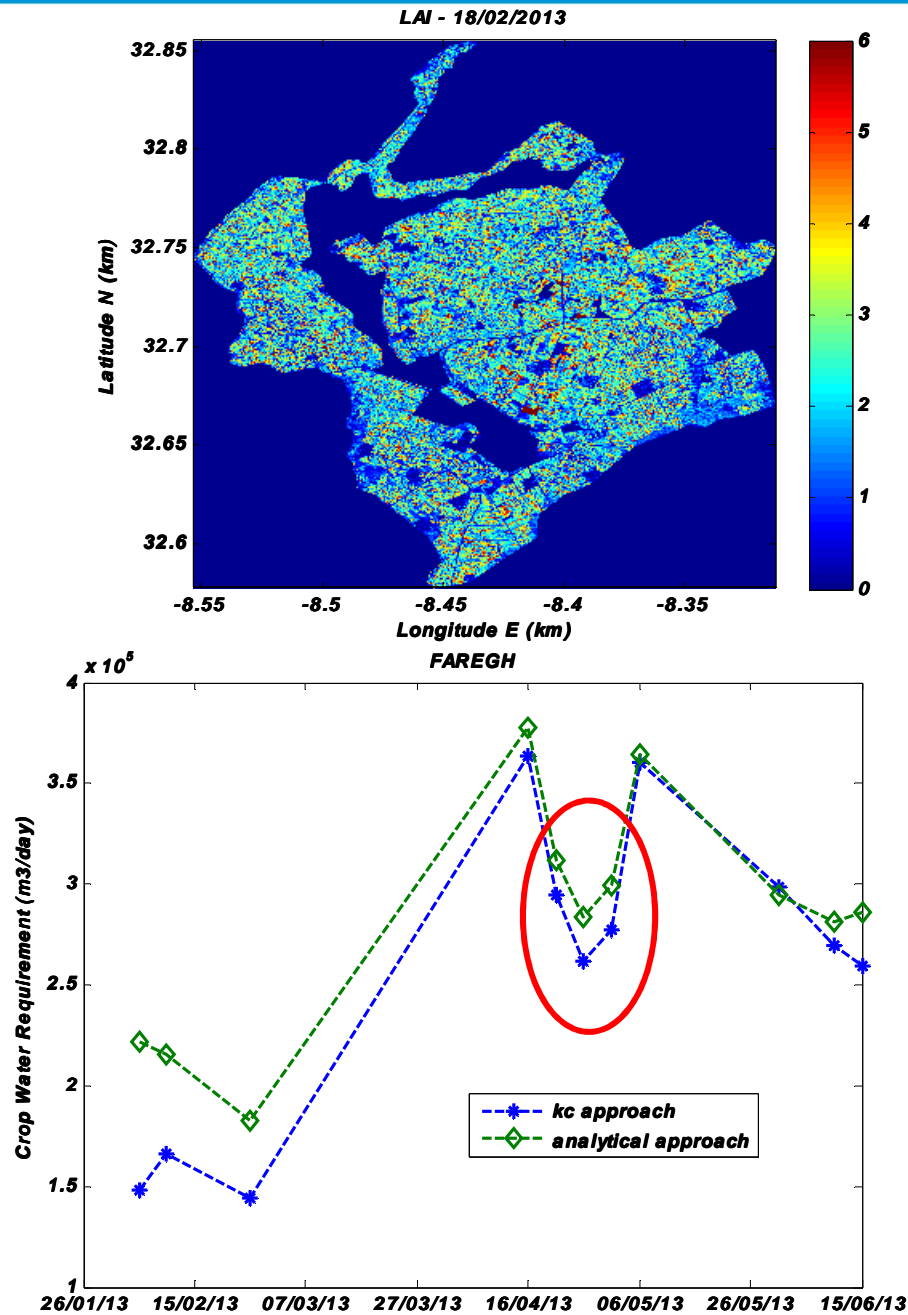 LAI - 18/02/2013
32.85
32.8
32.75
32.7
32.65
32.6
Latitude N (km)
-8.55 -8.5 -8.45 -8.4 -8.35
Longitude E (km)
6
5
4
3
2
1
0
FAREGH
x 10^5
4
3.5
3
2.5
2
1.5
1
Crop Water Requirement (m3/day)
kc approach
analytical approach
26/01/13 15/02/13 07/03/13 27/03/13 16/04/13 06/05/13 26/05/13 15/06/13